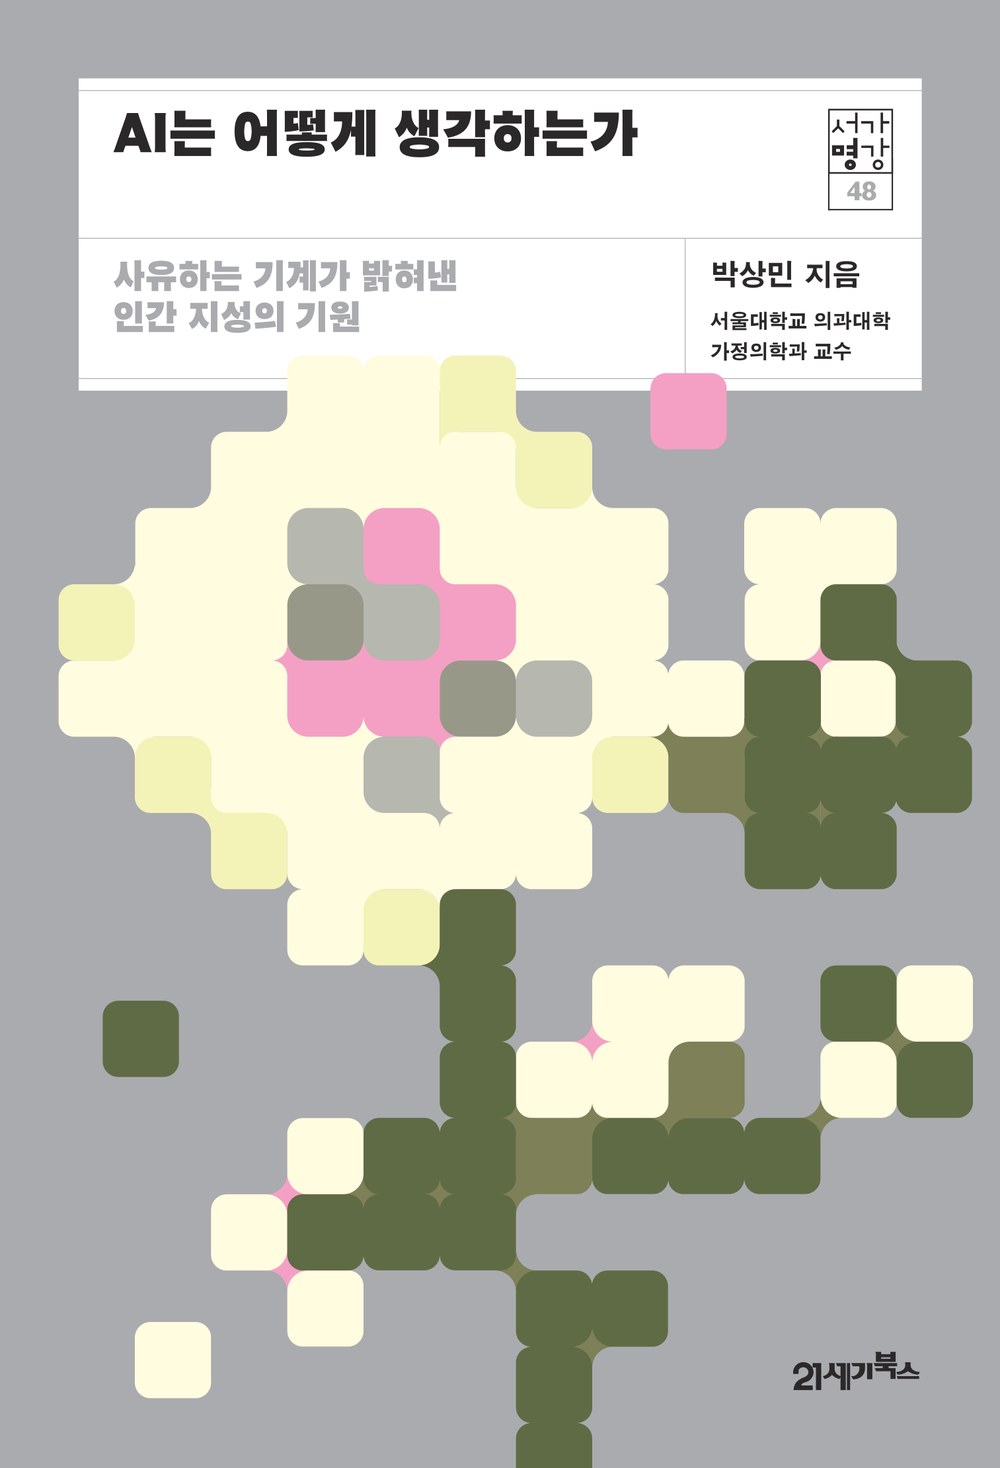 AI는 어떻게 생각하는가
서가
명강
48
사유하는 기계가 밝혀낸
인간 지성의 기원
박상민 지음
서울대학교 의과대학
가정의학과 교수
21세기북스